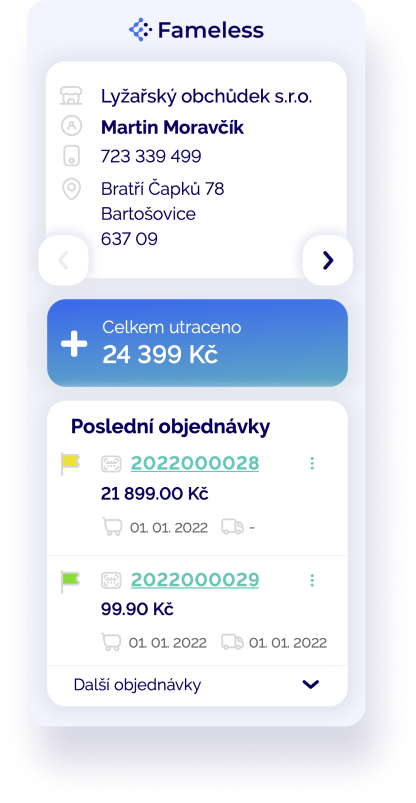 Fameless
Lyžařský obchůdek s.r.o.
Martin Moravčík
723 339 499
Bratří Čapků 78
Bartošovice
637 09
Celkem utraceno
24 399 Kč
Poslední objednávky
2022000028
21 899.00 Kč
01. 01. 2022 -
2022000029
99.90 Kč
01. 01. 2022 01. 01. 2022
Další objednávky